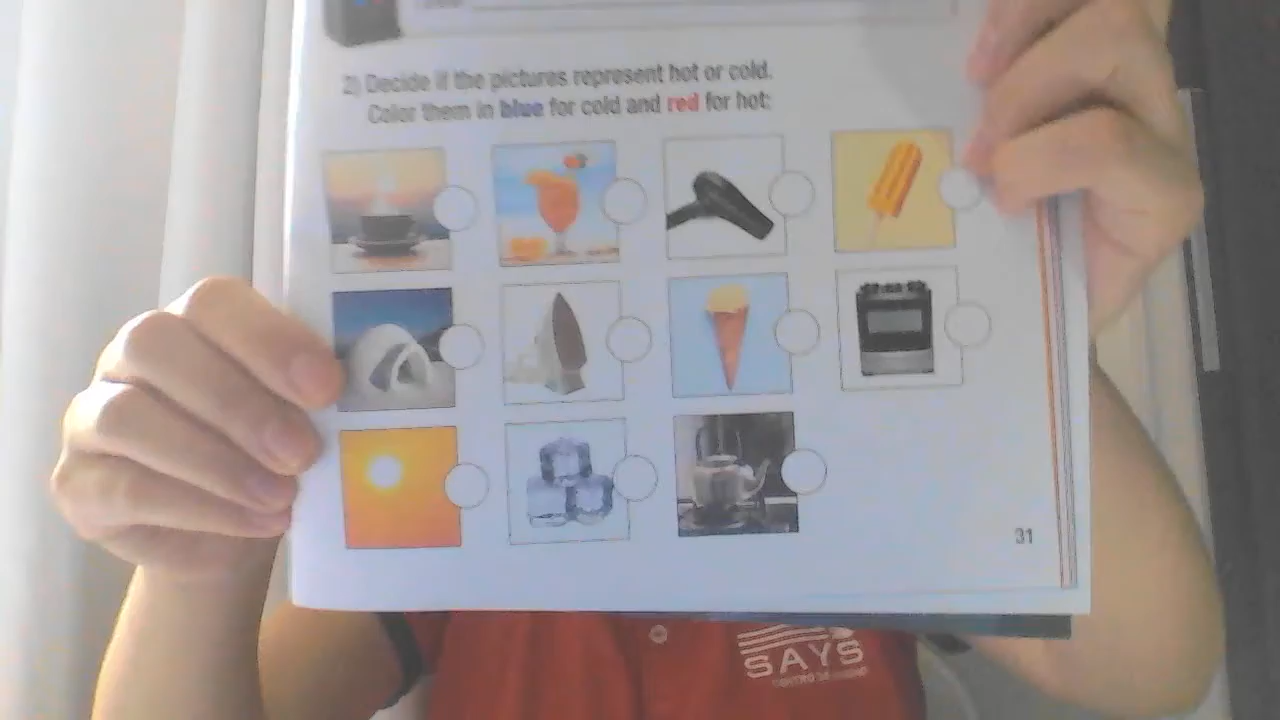 2) Decide if the pictures represent hot or cold.
Color them in blue for cold and red for hot:
31
SAYS